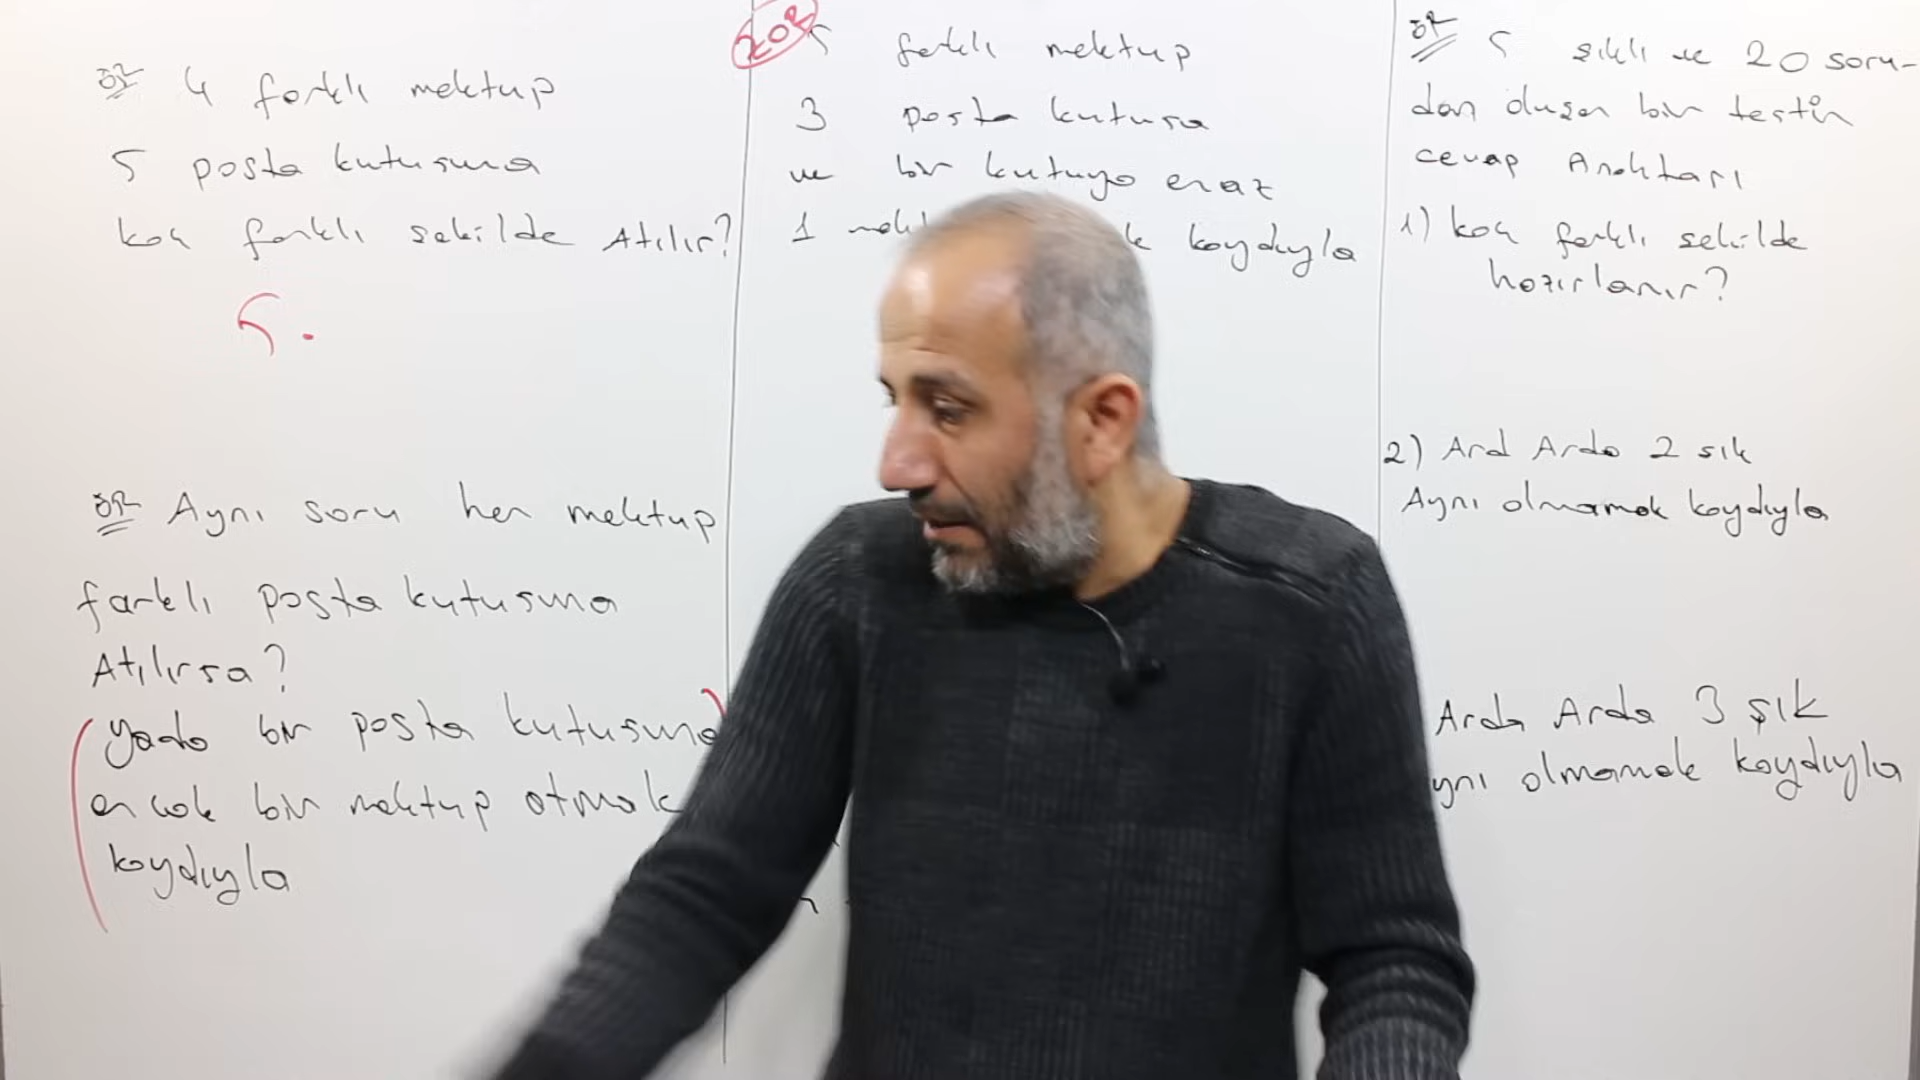 ÖR 4 farklı mektup
5 posta kutusuna
kaç farklı şekilde Atılır?
5.
ÖR Aynı soru her mektup
farklı posta kutusuna
Atılırsa?
(yada bir posta kutusuna)
en çok bir mektup atmak
koydıyla
ZOR
5 farklı mektup
3 posta kutusu
ve bir kutuya enaz
1 koydıyla
ÖR 5 şıklı ve 20 soru-
dan oluşan bir testin
cevap Anahtarı
1) kaç farklı şekilde
hazırlanır?
2) Ard Arda 2 şık
Aynı olmamak koydıyla
Arda Arda 3 şık
olmamak koydıyla